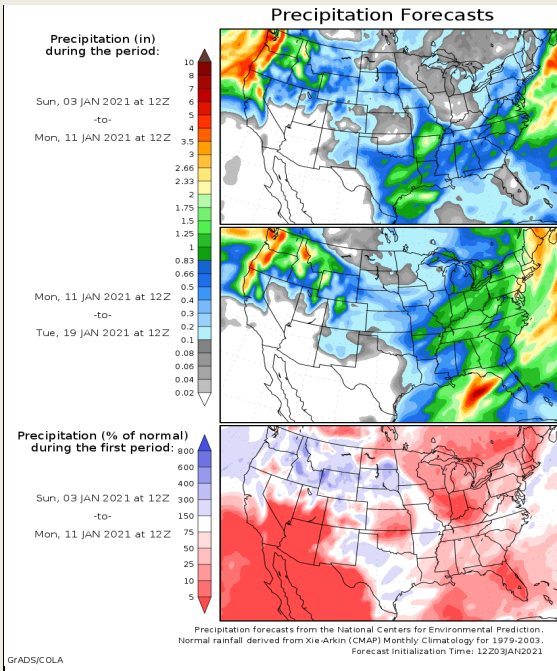 Precipitation Forecasts
Precipitation (in)
during the period:
Sun, 03 JAN 2021 at 12Z
-to-
Mon, 11 JAN 2021 at 12Z
10
8
7
6
5
4
3.5
3
2.66
2.33
2
1.75
1.5
1.25
1
0.83
0.66
0.5
0.4
0.3
0.2
0.1
0.08
0.06
0.04
0.02
Mon, 11 JAN 2021 at 12Z
-to-
Tue, 19 JAN 2021 at 12Z
Precipitation (% of normal)
during the first period:
Sun, 03 JAN 2021 at 12Z
-to-
Mon, 11 JAN 2021 at 12Z
800
600
400
300
150
75
50
25
10
5
Precipitation forecasts from the National Centers for Environmental Prediction.
Normal rainfall derived from Xie-Arkin (CMAP) Monthly Climatology for 1979-2003.
Forecast Initialization Time: 12Z03JAN2021
GrADS/COLA